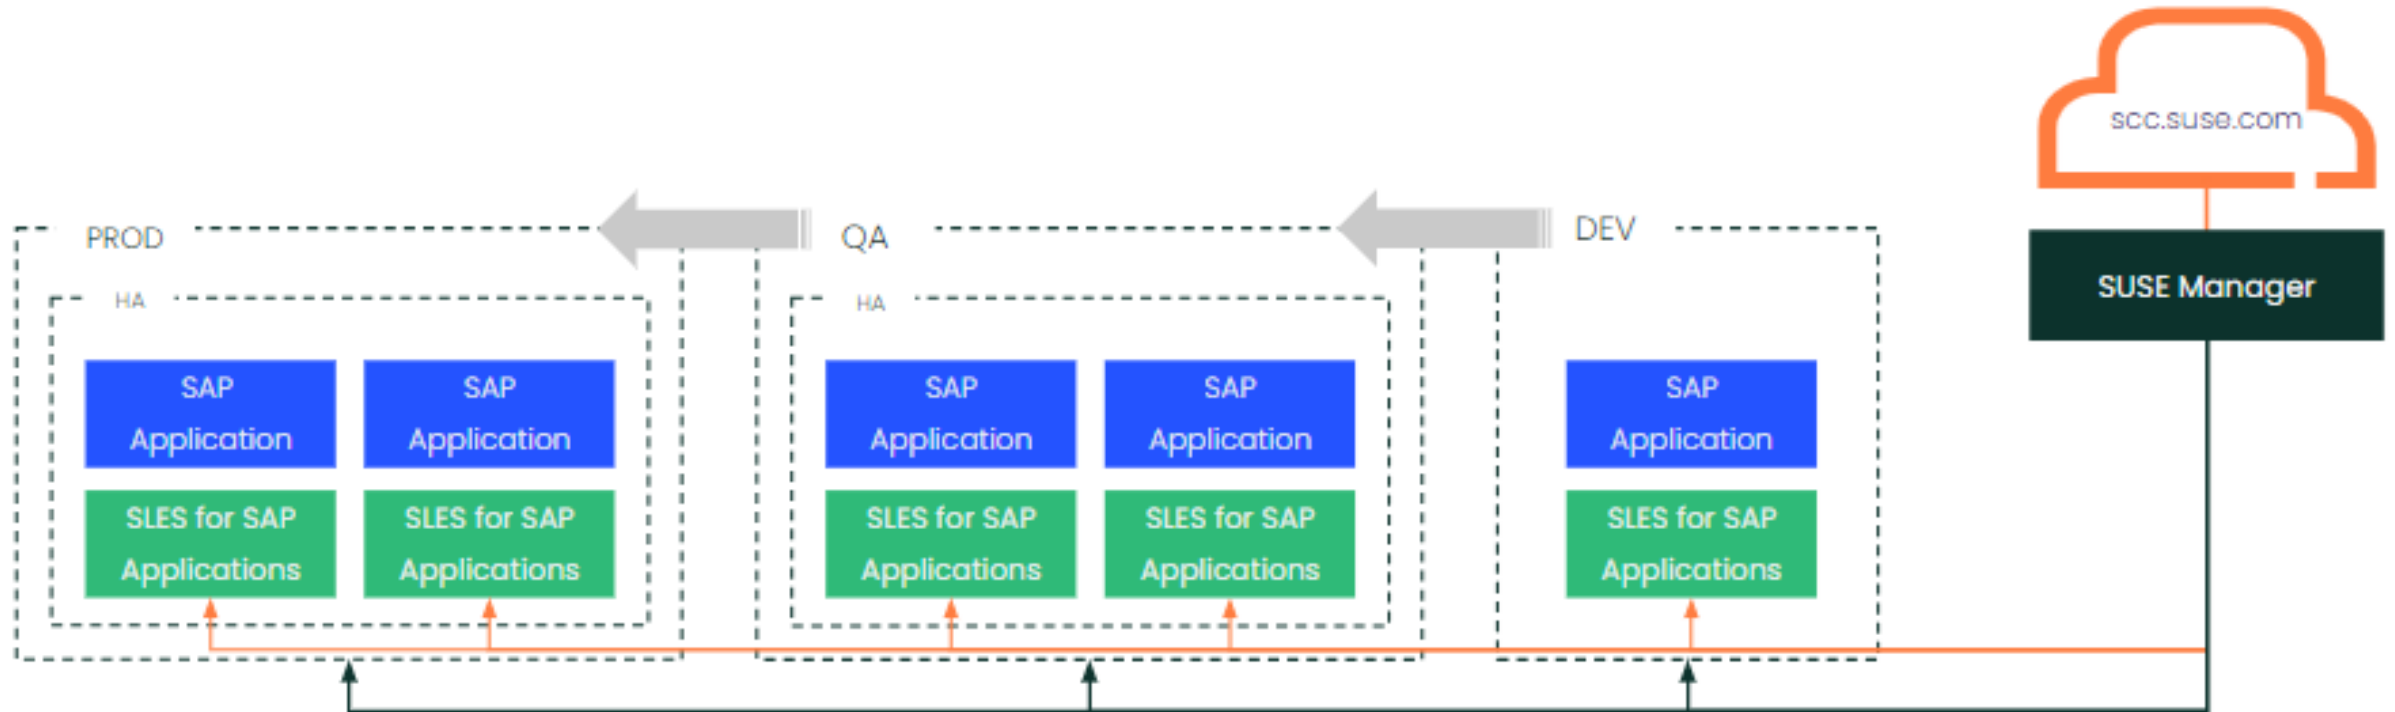 scc.suse.com
SUSE Manager
PROD
QA
DEV
HA
HA
SAP
Application
SAP
Application
SAP
Application
SAP
Application
SAP
Application
SLES for SAP
Applications
SLES for SAP
Applications
SLES for SAP
Applications
SLES for SAP
Applications
SLES for SAP
Applications